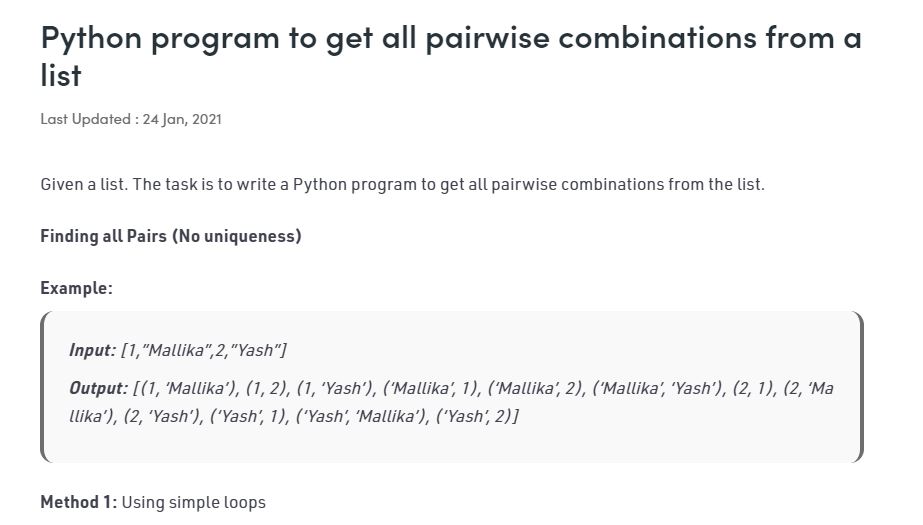 Python program to get all pairwise combinations from a
list
Last Updated : 24 Jan, 2021
Given a list. The task is to write a Python program to get all pairwise combinations from the list.
Finding all Pairs (No uniqueness)
Example:
Input: [1,”Mallika”,2,”Yash”]
Output: [(1, ‘Mallika’), (1, 2), (1, ‘Yash’), (‘Mallika’, 1), (‘Mallika’, 2), (‘Mallika’, ‘Yash’), (2, 1), (2, ‘Ma
llika’), (2, ‘Yash’), (‘Yash’, 1), (‘Yash’, ‘Mallika’), (‘Yash’, 2)]
Method 1: Using simple loops